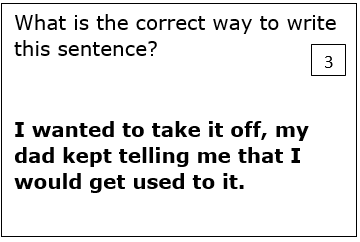 What is the correct way to write
this sentence?
3
I wanted to take it off, my
dad kept telling me that I
would get used to it.